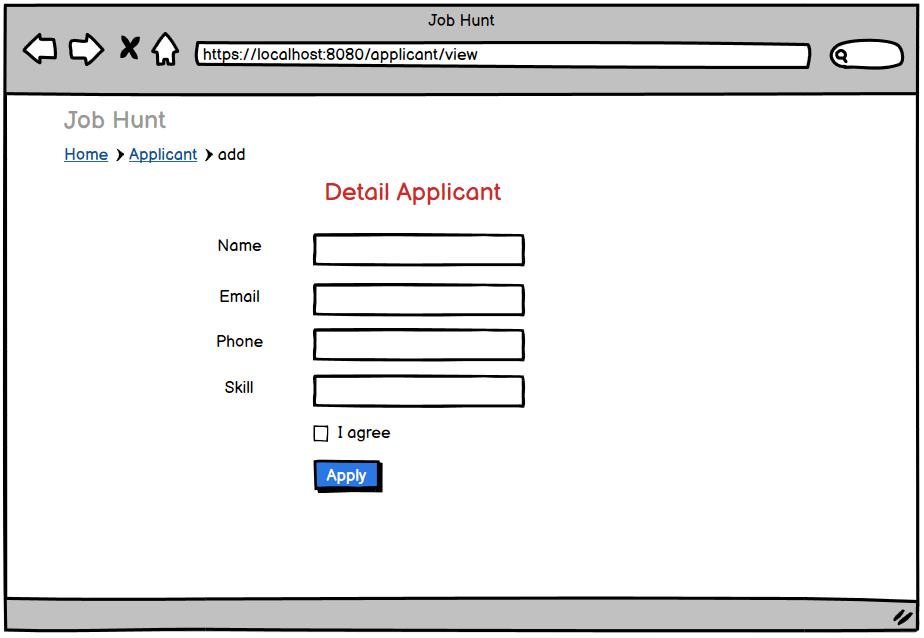 Job Hunt
https://localhost:8080/applicant/view
Job Hunt
Home > Applicant > add
Detail Applicant
Name
Email
Phone
Skill
I agree
Apply